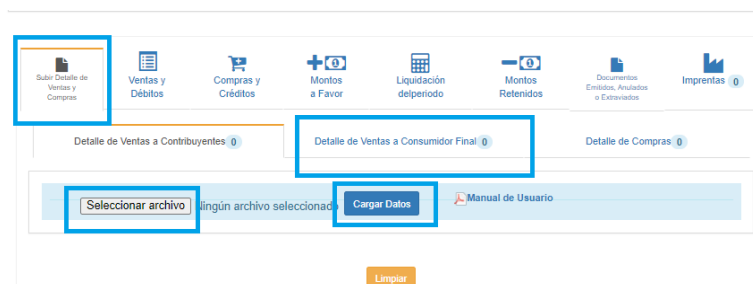 Subir Detalle de
Ventas y
Compras
Ventas y
Débitos
Compras y
Créditos
Montos
a Favor
Liquidación
delperiodo
Montos
Retenidos
Documentos
Emitidos, Anulados
o Extraviados
Imprentas 0
Detalle de Ventas a Contribuyentes 0
Detalle de Ventas a Consumidor Final 0
Detalle de Compras 0
Seleccionar archivo Ningún archivo seleccionado Cargar Datos Manual de Usuario
Limpiar